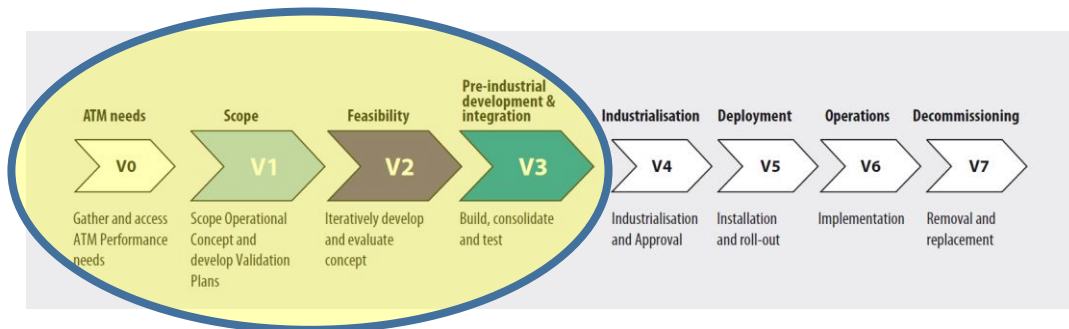 ATM needs
Scope
Feasibility
Pre-industrial
development &
integration
Industrialisation
Deployment
Operations
Decommissioning
V0
V1
V2
V3
V4
V5
V6
V7
Gather and access
ATM Performance
needs
Scope Operational
Concept and
develop Validation
Plans
Iteratively develop
and evaluate
concept
Build, consolidate
and test
Industrialisation
and Approval
Installation
and roll-out
Implementation
Removal and
replacement